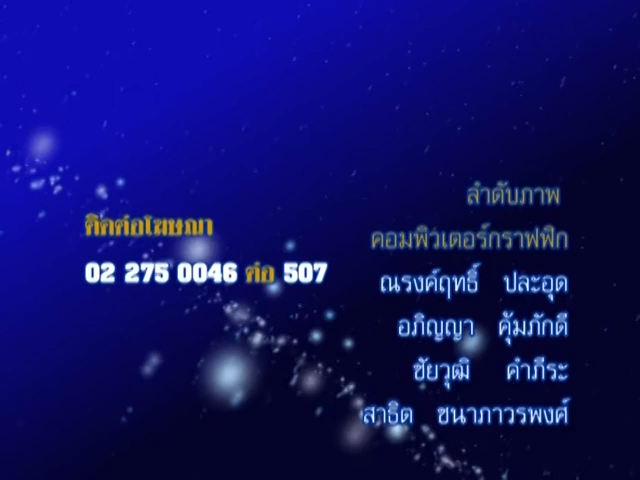 ติดต่อโฆษณา
02 275 0046 ต่อ 507
ลำดับภาพ
คอมพิวเตอร์กราฟฟิก
ณรงค์ฤทธิ์ ปละอุด
อภิญญา คุ้มภักดี
ชัยวุฒิ คำภีระ
สาธิต ชนาภาวรพงศ์